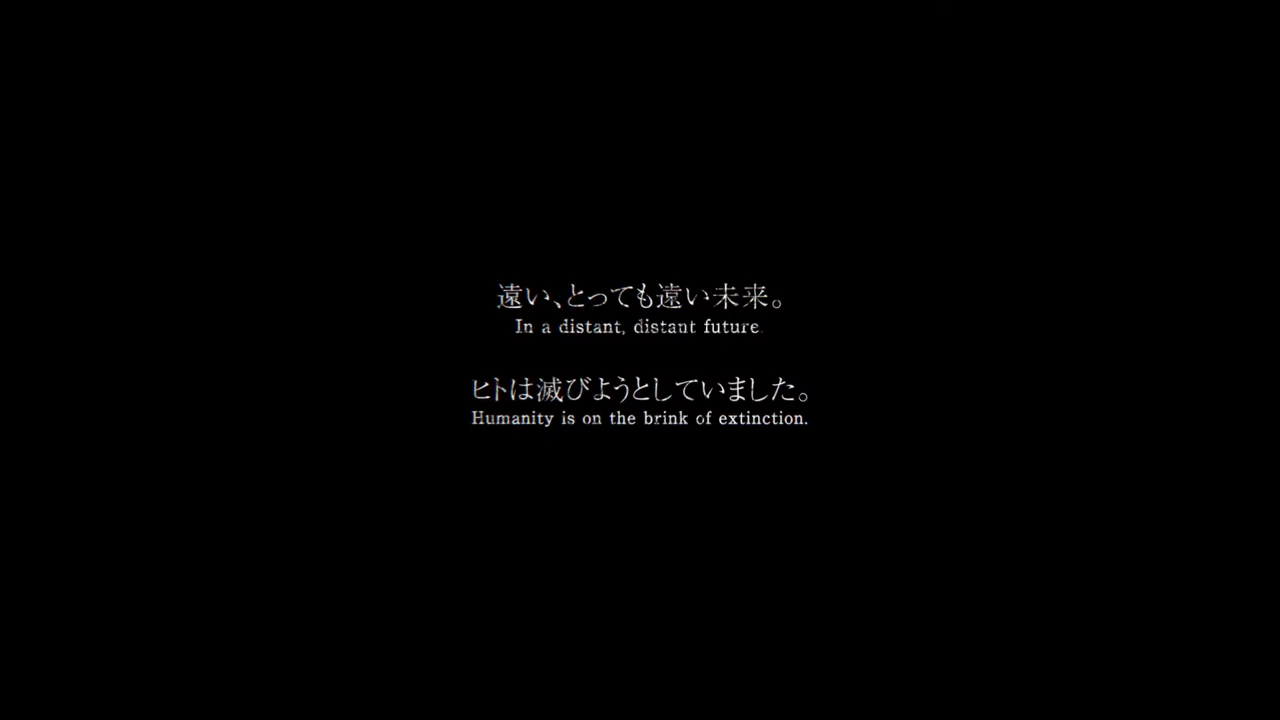 遠い、とっても遠い未来。
In a distant, distant future.
ヒトは滅びようとしていました。
Humanity is on the brink of extinction.